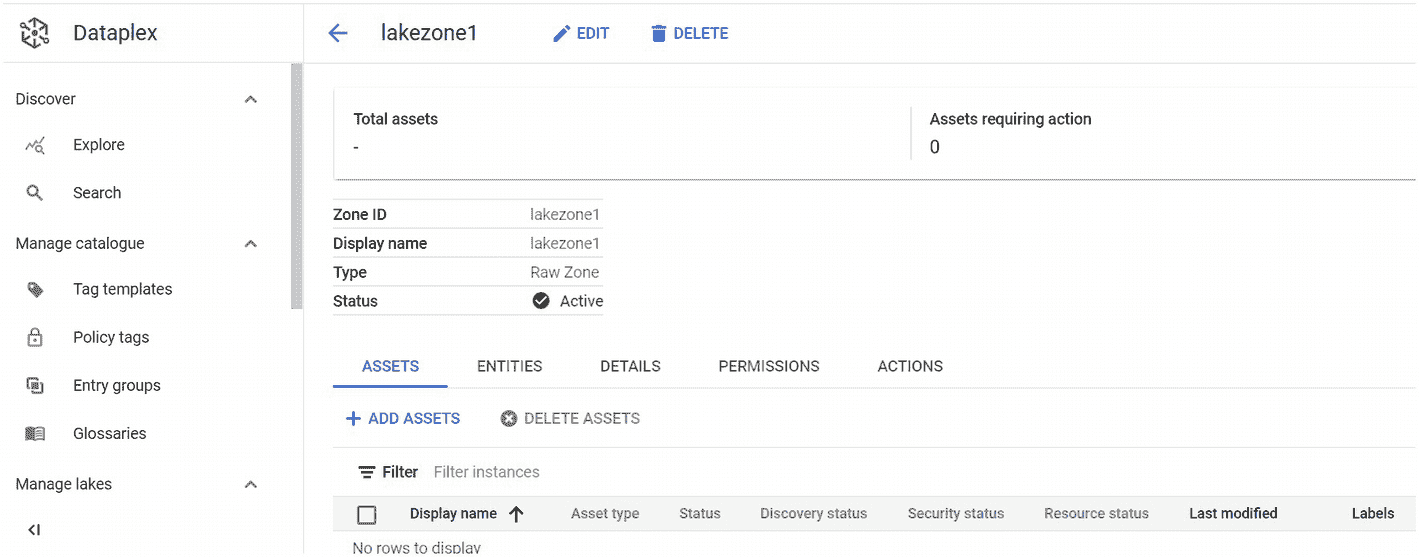 Dataplex
Discover
Explore
Search
Manage catalogue
Tag templates
Policy tags
Entry groups
Glossaries
Manage lakes
lakezone1 EDIT DELETE
Total assets Assets requiring action
- 0
Zone ID lakezone1
Display name lakezone1
Type Raw Zone
Status Active
ASSETS ENTITIES DETAILS PERMISSIONS ACTIONS
+ ADD ASSETS DELETE ASSETS
Filter Filter instances
Display name Asset type Status Discovery status Security status Resource status Last modified Labels
No rows to display